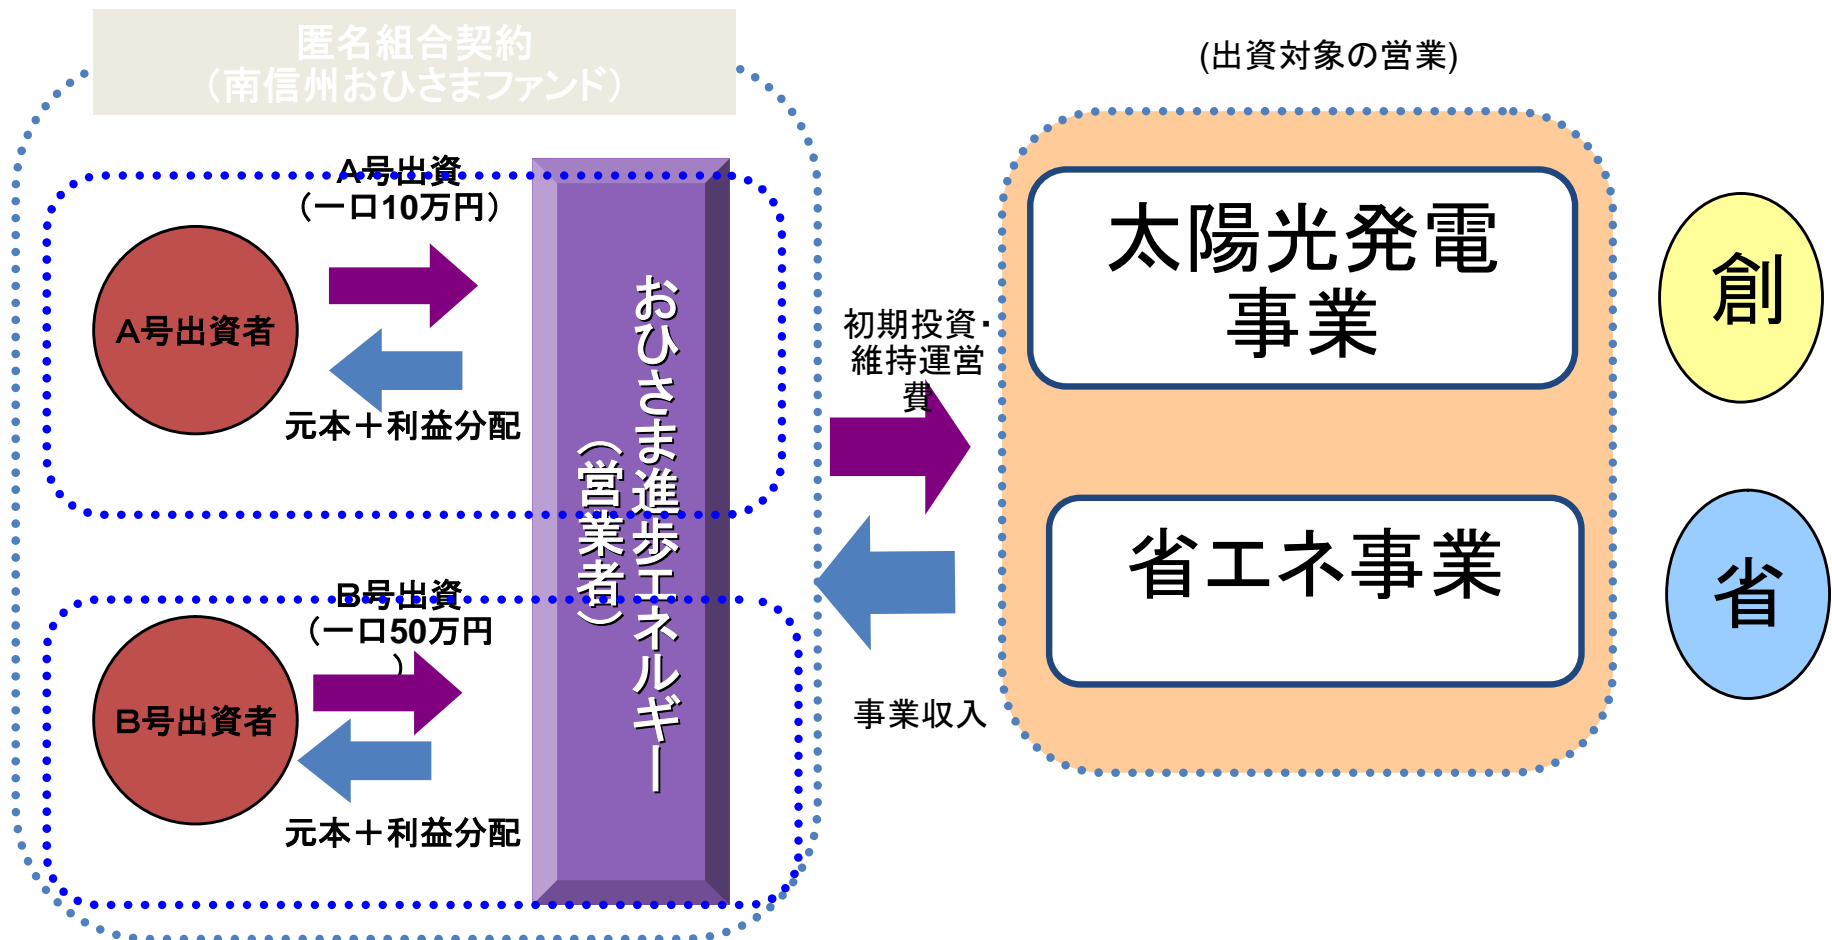 匿名組合契約
（南信州おひさまファンド）
A号出資
（一口10万円）
A号出資者
元本＋利益分配
B号出資
（一口50万円
）
B号出資者
元本＋利益分配
おひさま進歩エネルギー
（営業者）
初期投資・
維持運営
費
事業収入
(出資対象の営業)
太陽光発電
事業
省エネ事業
創
省